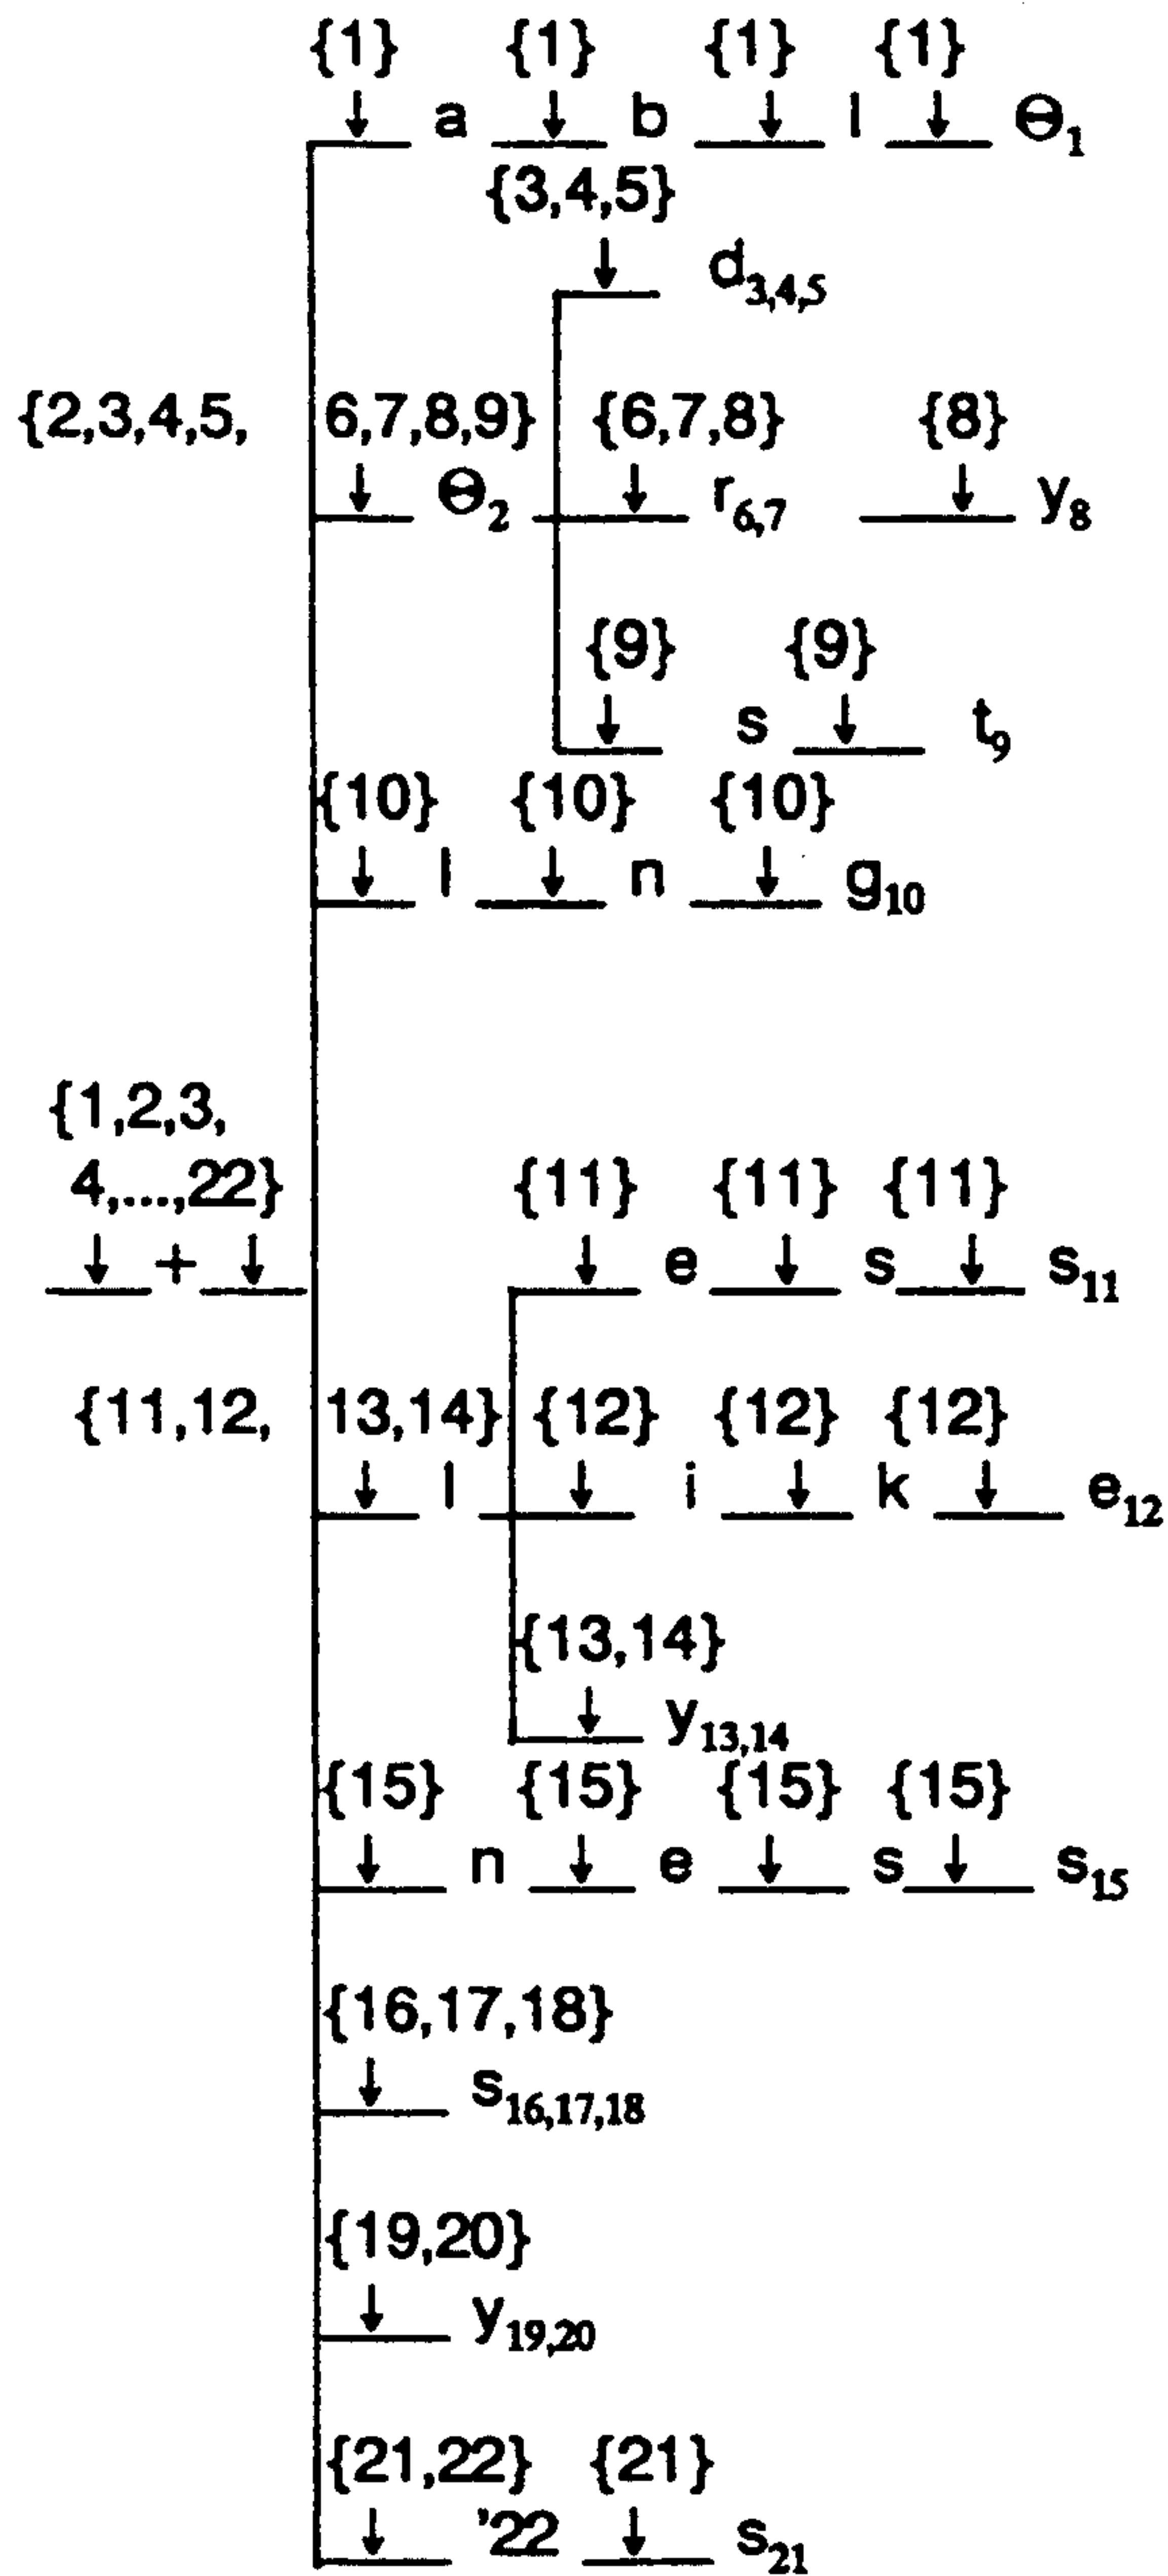 {1} {1} {1} {1}
↓ a ↓ b ↓ l ↓ Θ₁
{3,4,5}
↓ d₃,₄,₅
{2,3,4,5, 6,7,8,9} {6,7,8} {8}
↓ Θ₂ ↓ r₆,₇ ↓ y₈
{9} {9}
↓ s ↓ t₉
{10} {10} {10}
↓ l ↓ n ↓ g₁₀
{1,2,3,
4,...,22} {11} {11} {11}
↓ + ↓ ↓ e ↓ s ↓ s₁₁
{11,12, 13,14} {12} {12} {12}
↓ l ↓ i ↓ k ↓ e₁₂
{13,14}
↓ y₁₃,₁₄
{15} {15} {15} {15}
↓ n ↓ e ↓ s ↓ s₁₅
{16,17,18}
↓ s₁₆,₁₇,₁₈
{19,20}
↓ y₁₉,₂₀
{21,22} {21}
↓ '22 ↓ s₂₁